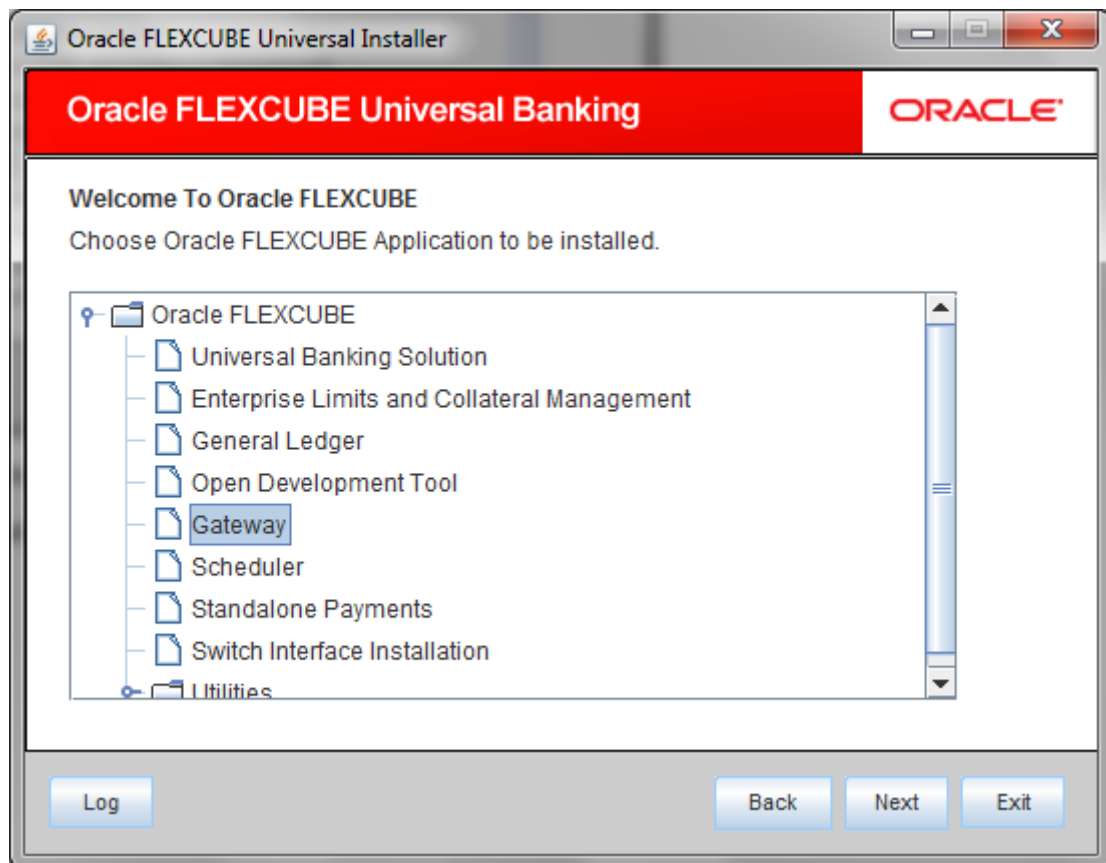 Oracle FLEXCUBE Universal Installer
Oracle FLEXCUBE Universal Banking
ORACLE
Welcome To Oracle FLEXCUBE
Choose Oracle FLEXCUBE Application to be installed.
Oracle FLEXCUBE
Universal Banking Solution
Enterprise Limits and Collateral Management
General Ledger
Open Development Tool
Gateway
Scheduler
Standalone Payments
Switch Interface Installation
Utilities
Log Back Next Exit